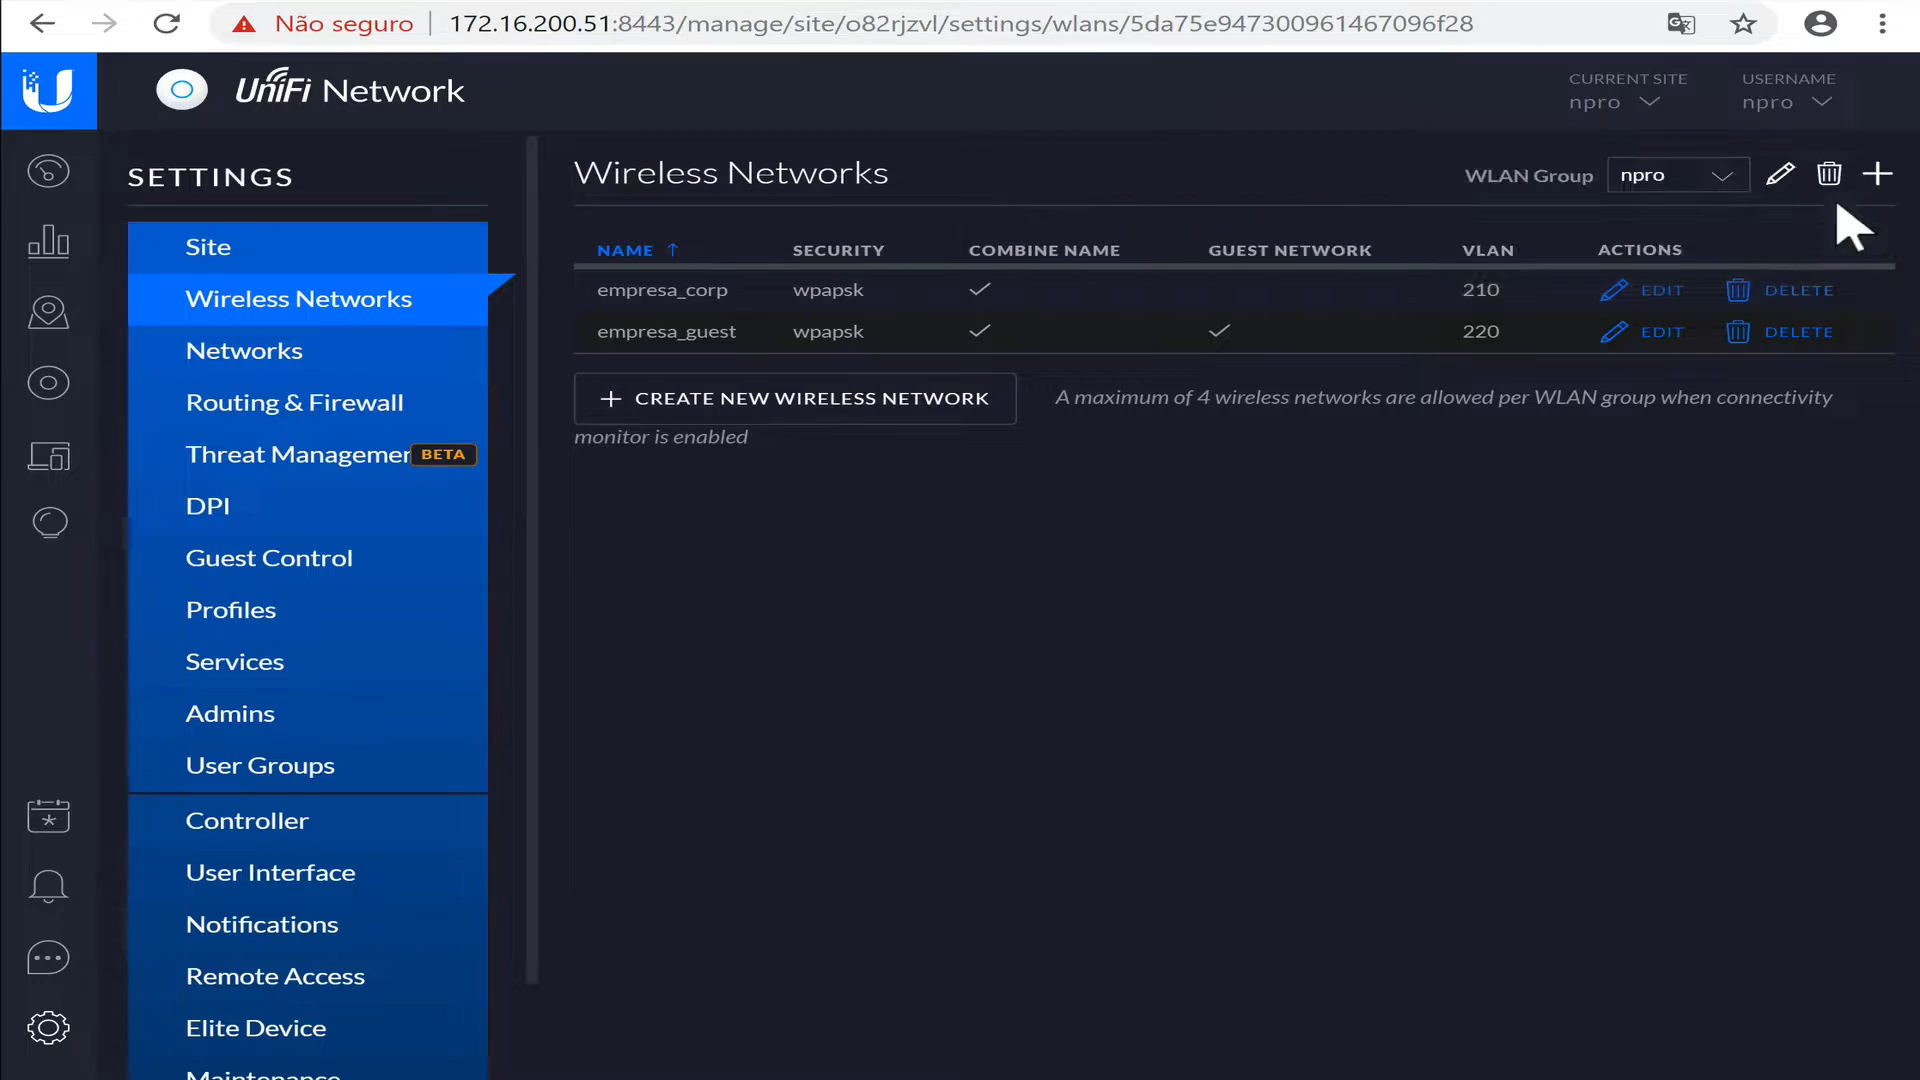 Não seguro 172.16.200.51:8443/manage/site/o82rjzvl/settings/wlans/5da75e947300961467096f28
UniFi Network
CURRENT SITE
npro
USERNAME
npro
SETTINGS
Site
Wireless Networks
Networks
Routing & Firewall
Threat Managemer BETA
DPI
Guest Control
Profiles
Services
Admins
User Groups
Controller
User Interface
Notifications
Remote Access
Elite Device
Maintenance
Wireless Networks
WLAN Group npro
NAME ↑ SECURITY COMBINE NAME GUEST NETWORK VLAN ACTIONS
empresa_corp wpapsk 210 EDIT DELETE
empresa_guest wpapsk 220 EDIT DELETE
+ CREATE NEW WIRELESS NETWORK A maximum of 4 wireless networks are allowed per WLAN group when connectivity
monitor is enabled